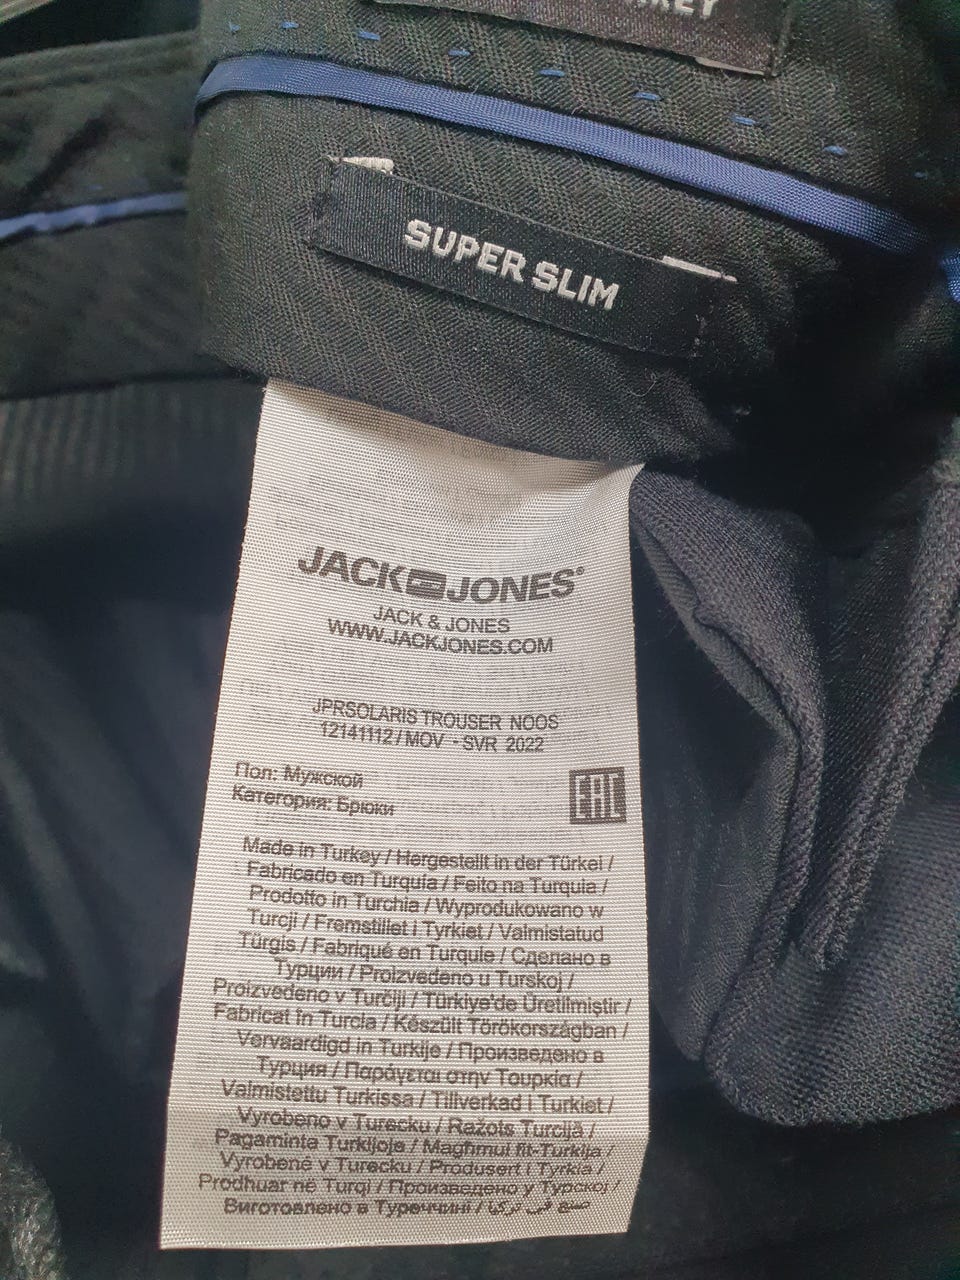 SUPER SLIM
JACK JONES®
JACK & JONES
WWW.JACKJONES.COM
JPRSOLARIS TROUSER NOOS
12141112 / MOV - SVR 2022
Пол: Мужской
Категория: Брюки
EAC
Made in Turkey / Hergestellt in der Türkei /
Fabricado en Turquía / Feito na Turquia /
Prodotto in Turchia / Wyprodukowano w
Turcji / Fremstillet i Tyrkiet / Valmistatud
Türgis / Fabriqué en Turquie / Сделано в
Турции / Proizvedeno u Turskoj /
Proizvedeno v Turčiji / Türkiye'de Üretilmiştir /
Fabricat în Turcia / Készült Törökországban /
Vervaardigd in Turkije / Произведено в
Турция / Παράγεται στην Τουρκία /
Valmistettu Turkissa / Tillverkad i Turkiet /
Vyrobeno v Turecku / Ražots Turcijā /
Pagaminta Turkijoje / Magħmul fit-Turkija /
Vyrobené v Turecku / Produsert i Tyrkia /
Prodhuar në Turqi / Произведено у Турској /
Виготовлено в Туреччині / صنع في تركيا